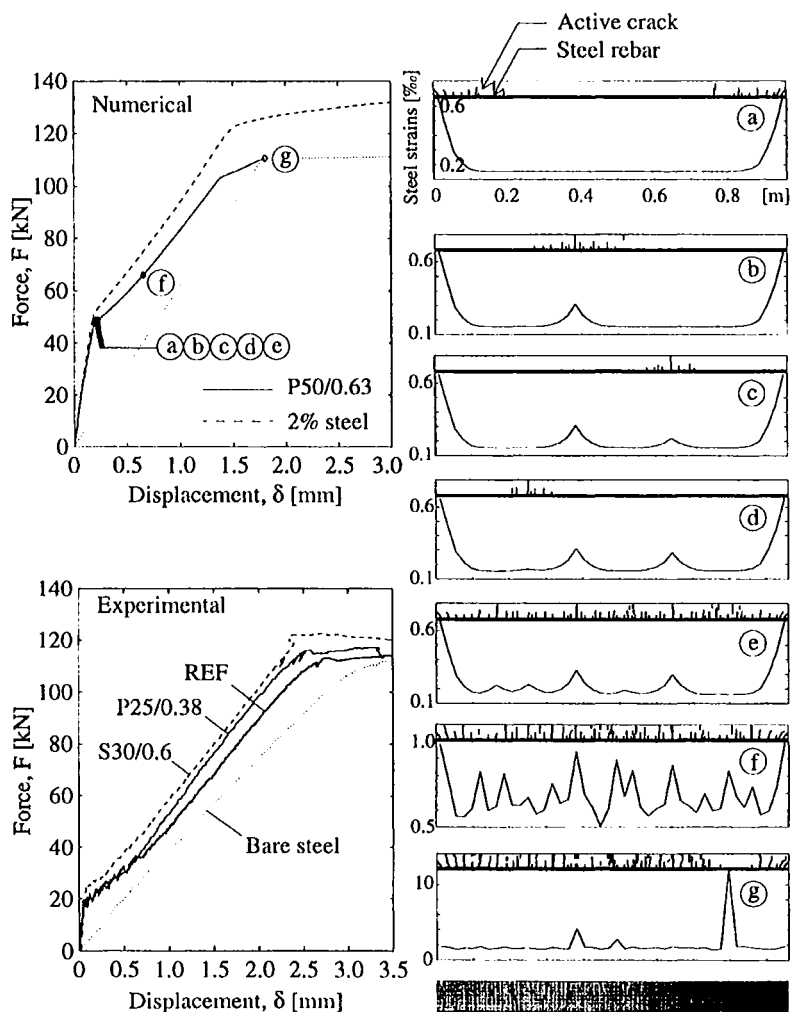 Active crack
Steel rebar
140
120
100
80
60
40
20
0
Force, F [kN]
Numerical
g
f
a b c d e
P50/0.63
2% steel
0 0.5 1.0 1.5 2.0 2.5 3.0
Displacement, δ [mm]
140
120
100
80
60
40
20
0
Force, F [kN]
Experimental
REF
P25/0.38
S30/0.6
Bare steel
0 0.5 1.0 1.5 2.0 2.5 3.0 3.5
Displacement, δ [mm]
Steel strains [‰]
0.6
0.2
a
0 0.2 0.4 0.6 0.8 [m]
0.6
0.1
b
0.6
0.1
c
0.6
0.1
d
0.6
0.1
e
1.0
0.5
f
10
0
g